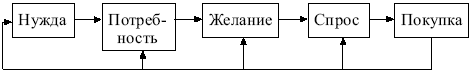 Нужда
Потреб-
ность
Желание
Спрос
Покупка